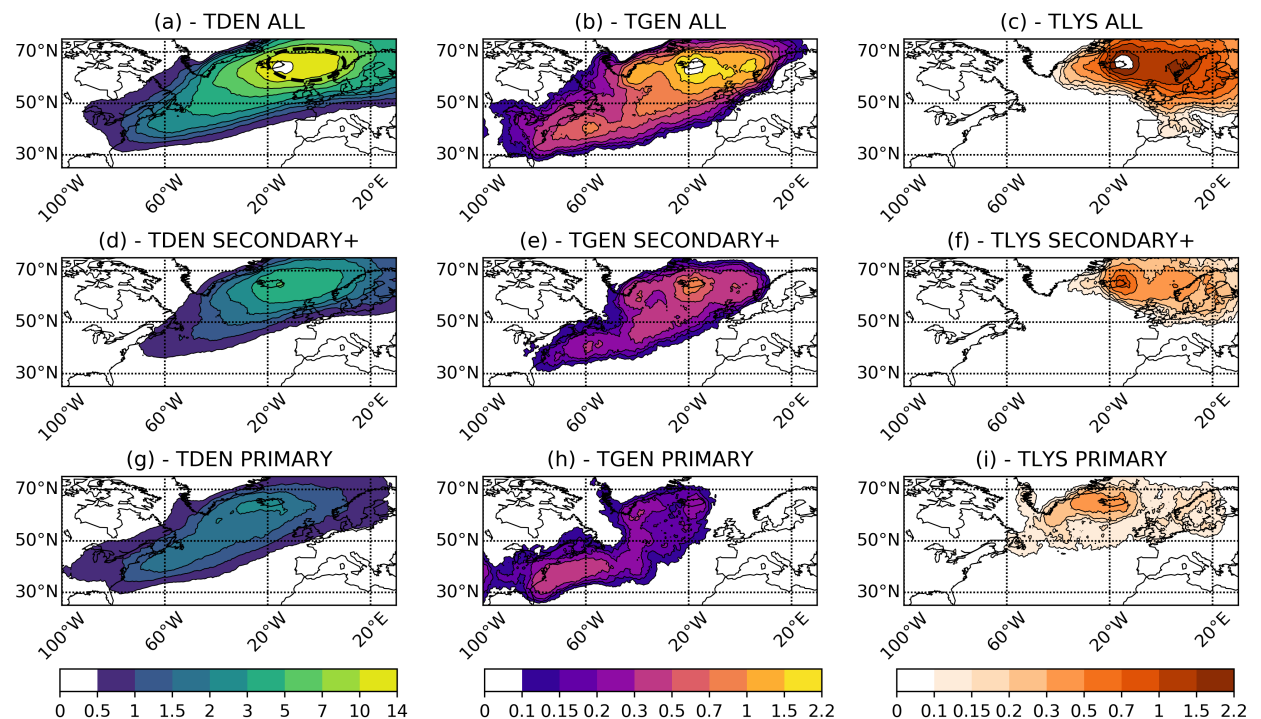 (a) - TDEN ALL
(b) - TGEN ALL
(c) - TLYS ALL
70°N 70°N 70°N
50°N 50°N 50°N
30°N 30°N 30°N
100°W 60°W 20°W 20°E 100°W 60°W 20°W 20°E 100°W 60°W 20°W 20°E
(d) - TDEN SECONDARY+
(e) - TGEN SECONDARY+
(f) - TLYS SECONDARY+
70°N 70°N 70°N
50°N 50°N 50°N
30°N 30°N 30°N
100°W 60°W 20°W 20°E 100°W 60°W 20°W 20°E 100°W 60°W 20°W 20°E
(g) - TDEN PRIMARY
(h) - TGEN PRIMARY
(i) - TLYS PRIMARY
70°N 70°N 70°N
50°N 50°N 50°N
30°N 30°N 30°N
100°W 60°W 20°W 20°E 100°W 60°W 20°W 20°E 100°W 60°W 20°W 20°E
0 0.5 1 1.5 2 3 5 7 10 14
0 0.1 0.15 0.2 0.3 0.5 0.7 1 1.5 2.2
0 0.1 0.15 0.2 0.3 0.5 0.7 1 1.5 2.2